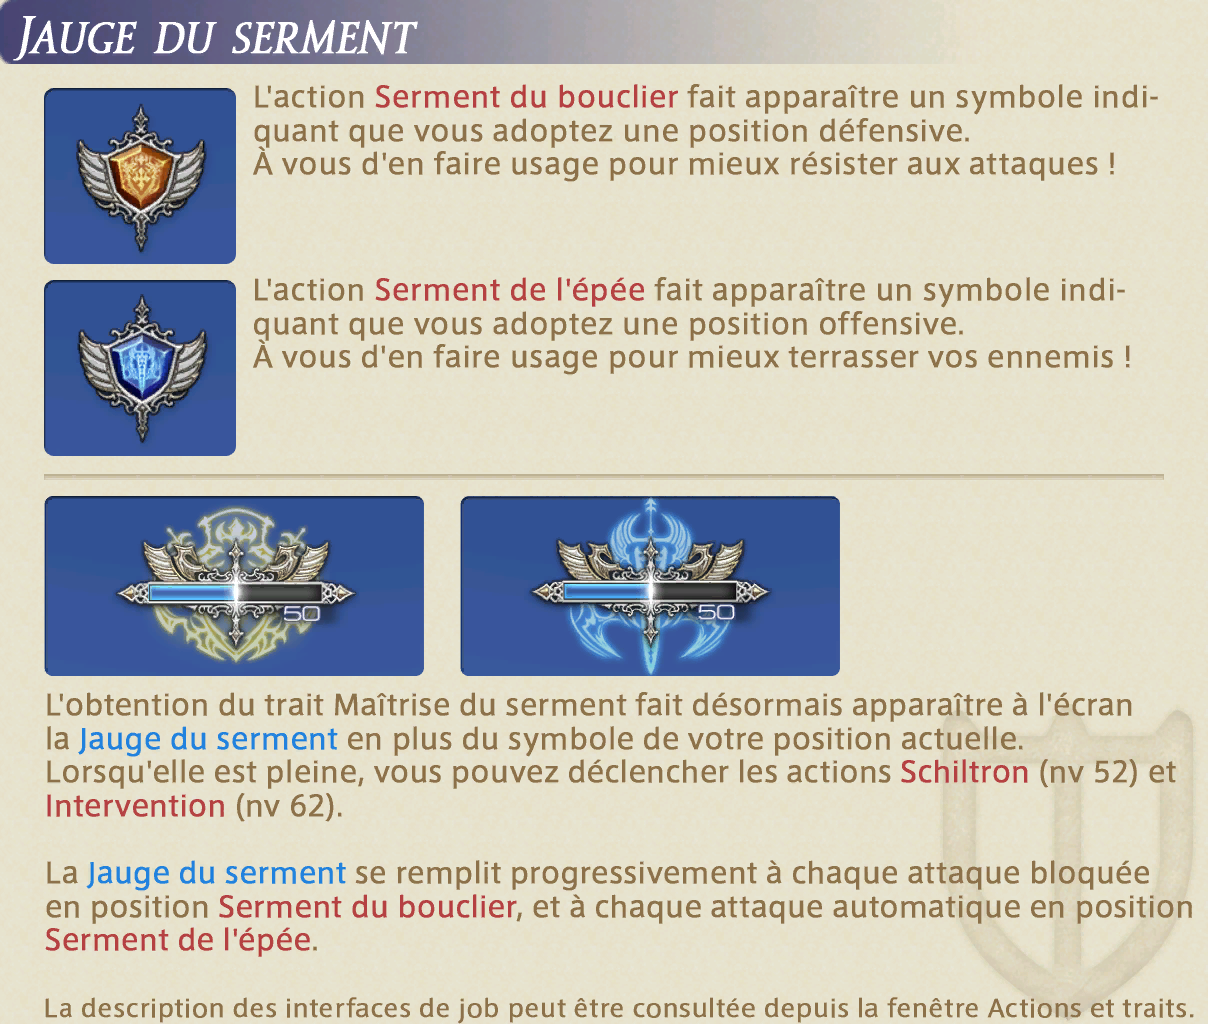 JAUGE DU SERMENT
L'action Serment du bouclier fait apparaître un symbole indi-
quant que vous adoptez une position défensive.
À vous d'en faire usage pour mieux résister aux attaques !
L'action Serment de l'épée fait apparaître un symbole indi-
quant que vous adoptez une position offensive.
À vous d'en faire usage pour mieux terrasser vos ennemis !
50
50
L'obtention du trait Maîtrise du serment fait désormais apparaître à l'écran
la Jauge du serment en plus du symbole de votre position actuelle.
Lorsqu'elle est pleine, vous pouvez déclencher les actions Schiltron (nv 52) et
Intervention (nv 62).
La Jauge du serment se remplit progressivement à chaque attaque bloquée
en position Serment du bouclier, et à chaque attaque automatique en position
Serment de l'épée.
La description des interfaces de job peut être consultée depuis la fenêtre Actions et traits.